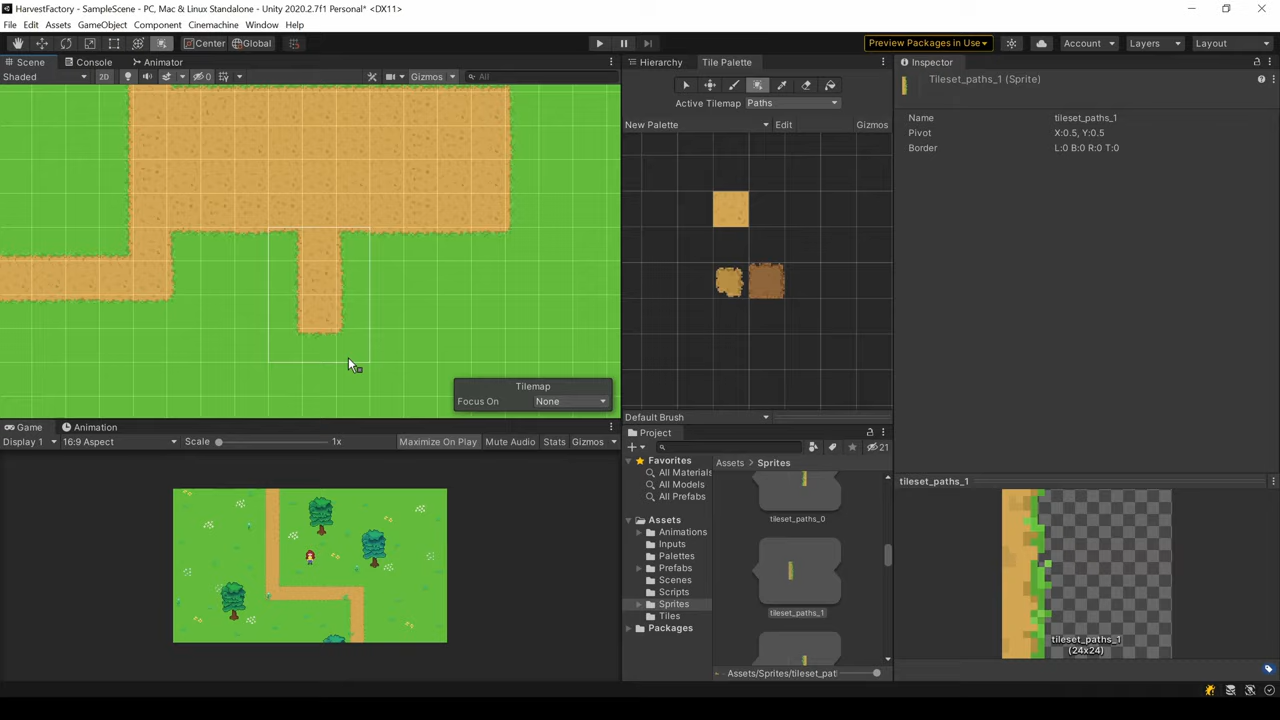 HarvestFactory - SampleScene - PC, Mac & Linux Standalone - Unity 2020.2.7f1 Personal* <DX11>
File Edit Assets GameObject Component Cinemachine Window Help
Center Global Preview Packages in Use Account Layers Layout
Scene Console Animator Hierarchy Tile Palette Inspector
Shaded 2D 0 Gizmos All
Tileset_paths_1 (Sprite)
Active Tilemap Paths
Name tileset_paths_1
New Palette Edit Gizmos
Pivot X:0.5, Y:0.5
Border L:0 B:0 R:0 T:0
Tilemap
Focus On None
Default Brush
Game Animation
Project
Display 1 16:9 Aspect Scale 1x Maximize On Play Mute Audio Stats Gizmos
21
Favorites
All Materials
All Models
All Prefabs
Assets > Sprites
tileset_paths_1
Assets
Animations
Inputs
Palettes
Prefabs
Scenes
Scripts
Sprites
Tiles
Packages
tileset_paths_0
tileset_paths_1
Assets/Sprites/tileset_pat
tileset_paths_1
(24x24)